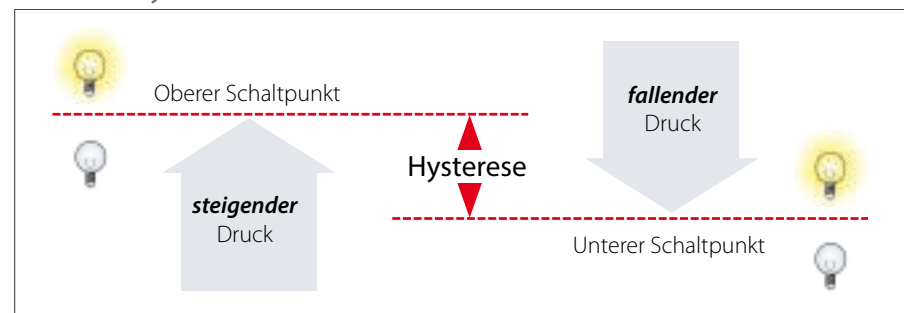 Oberer Schaltpunkt
fallender
Druck
Hysterese
steigender
Druck
Unterer Schaltpunkt